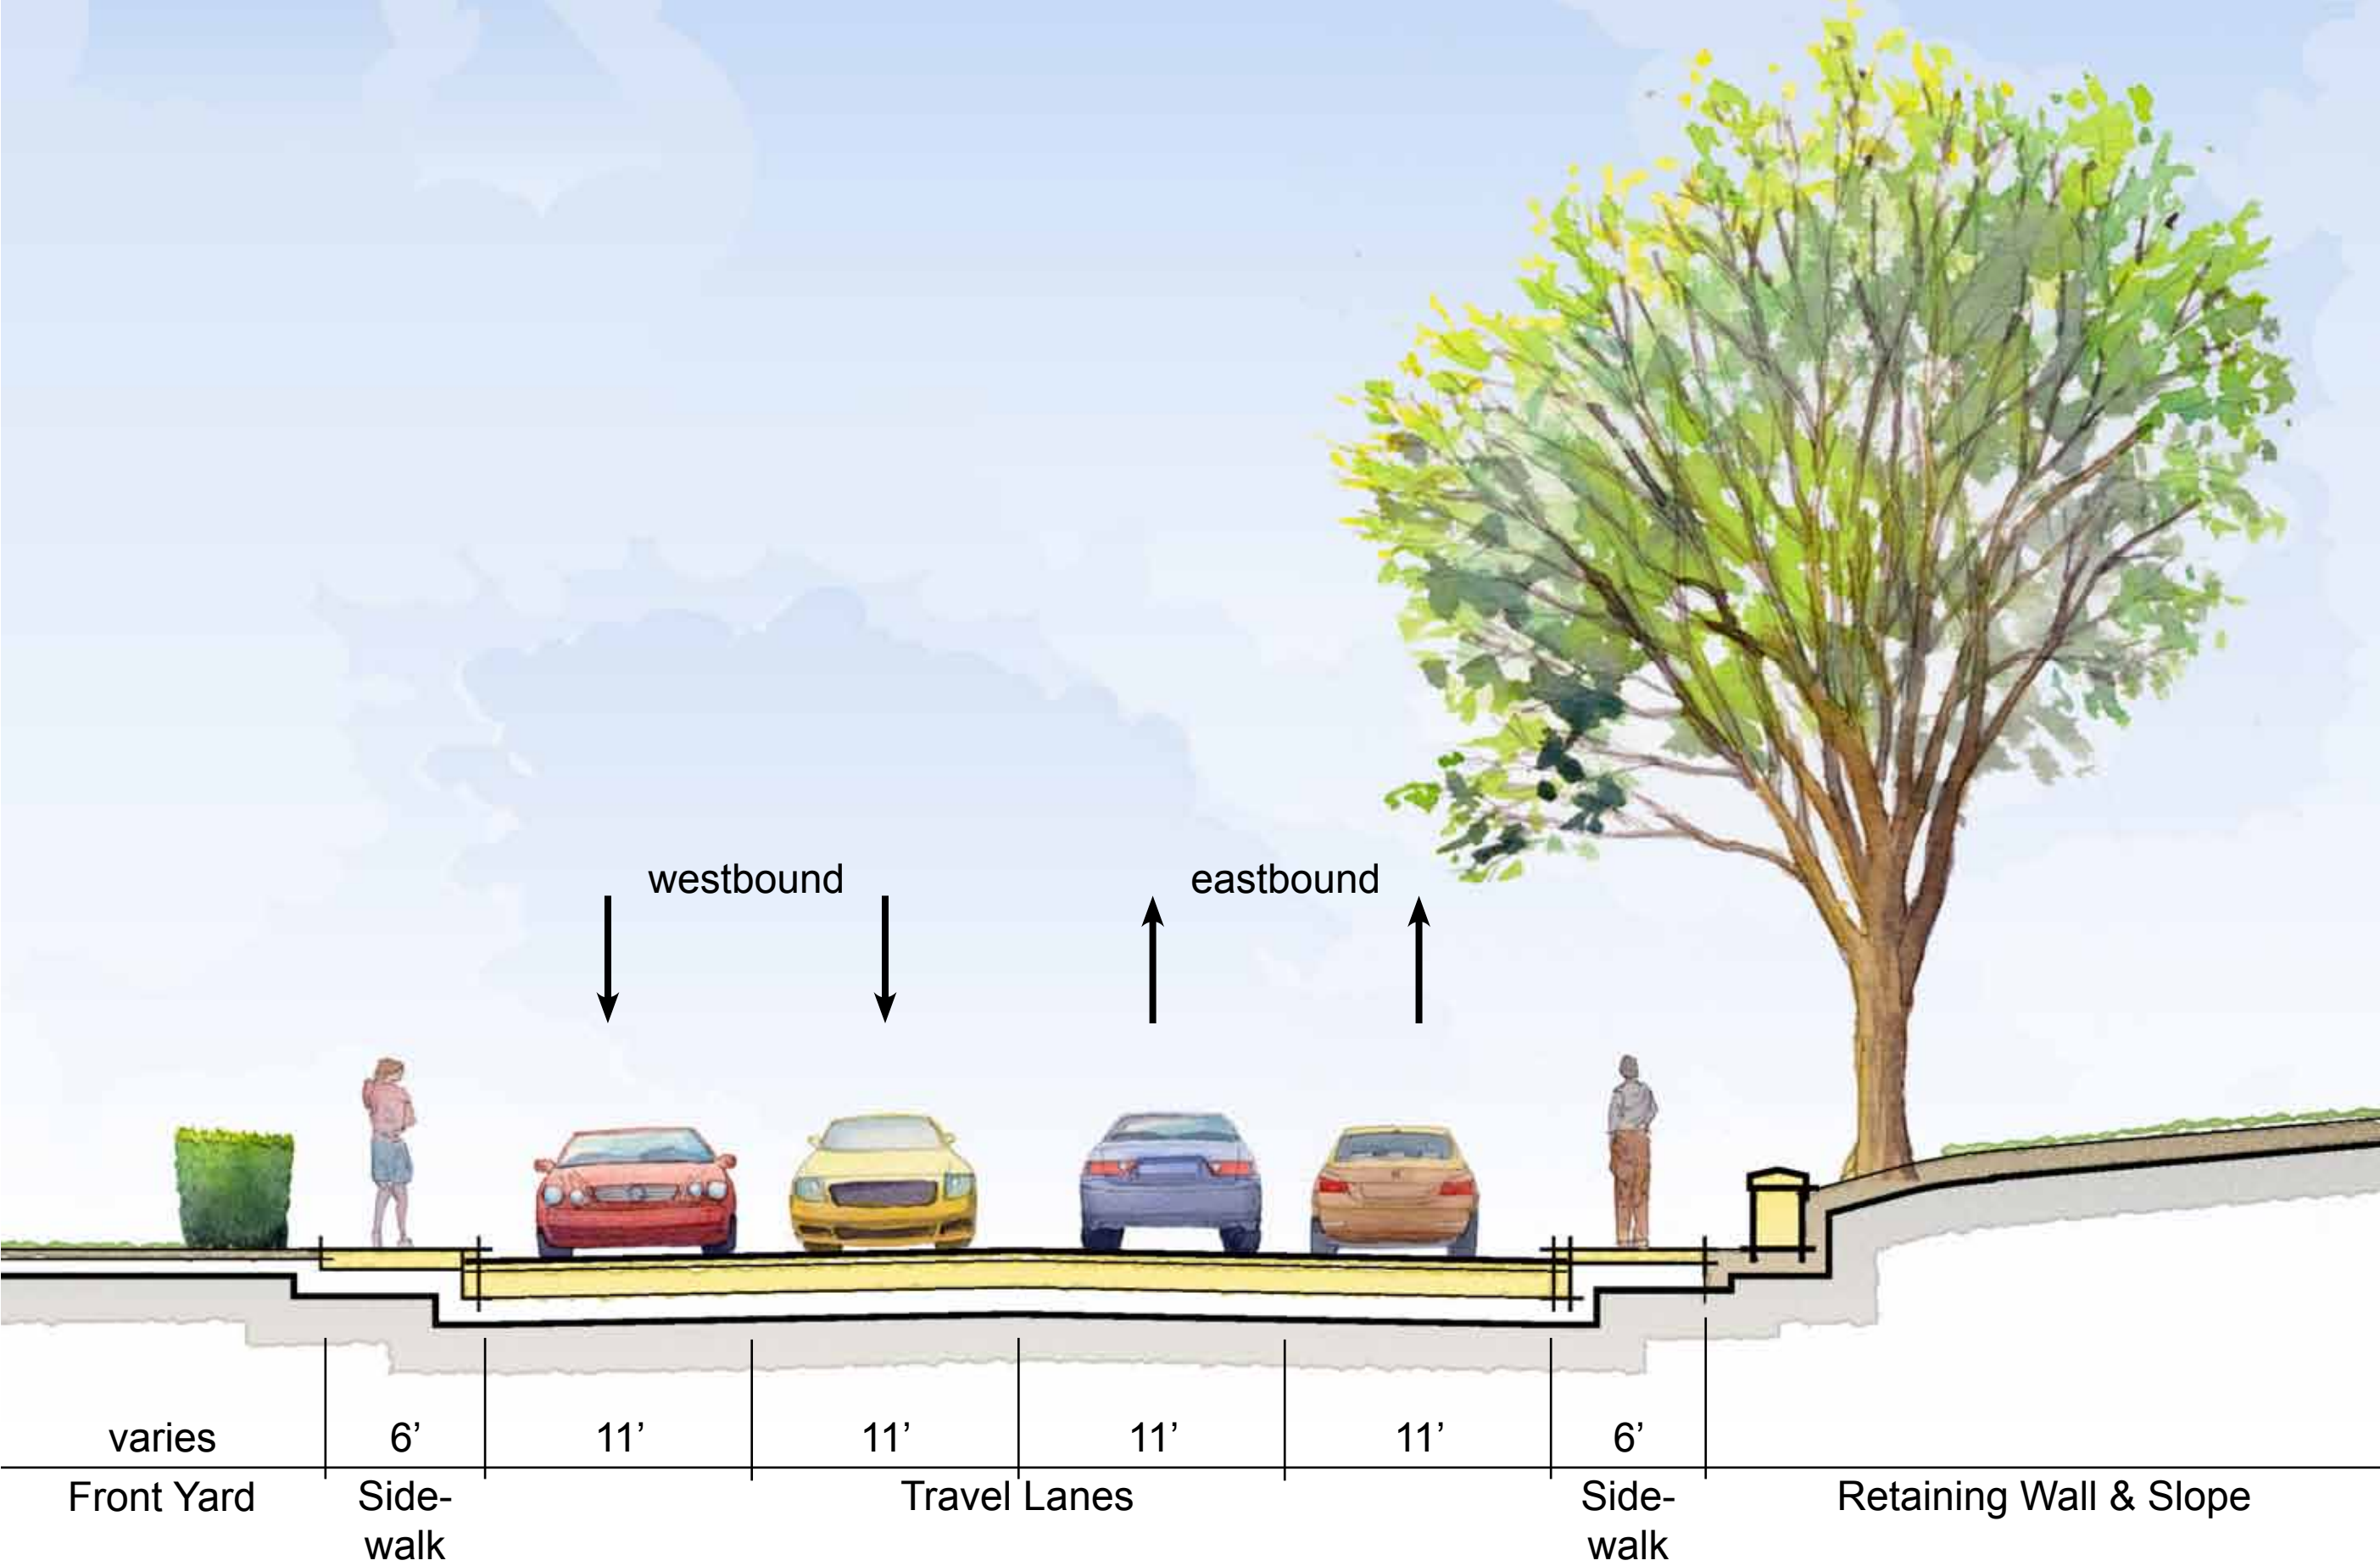 westbound
eastbound
varies
6’
11’
11’
11’
11’
6’
Front Yard
Side-
walk
Travel Lanes
Side-
walk
Retaining Wall & Slope